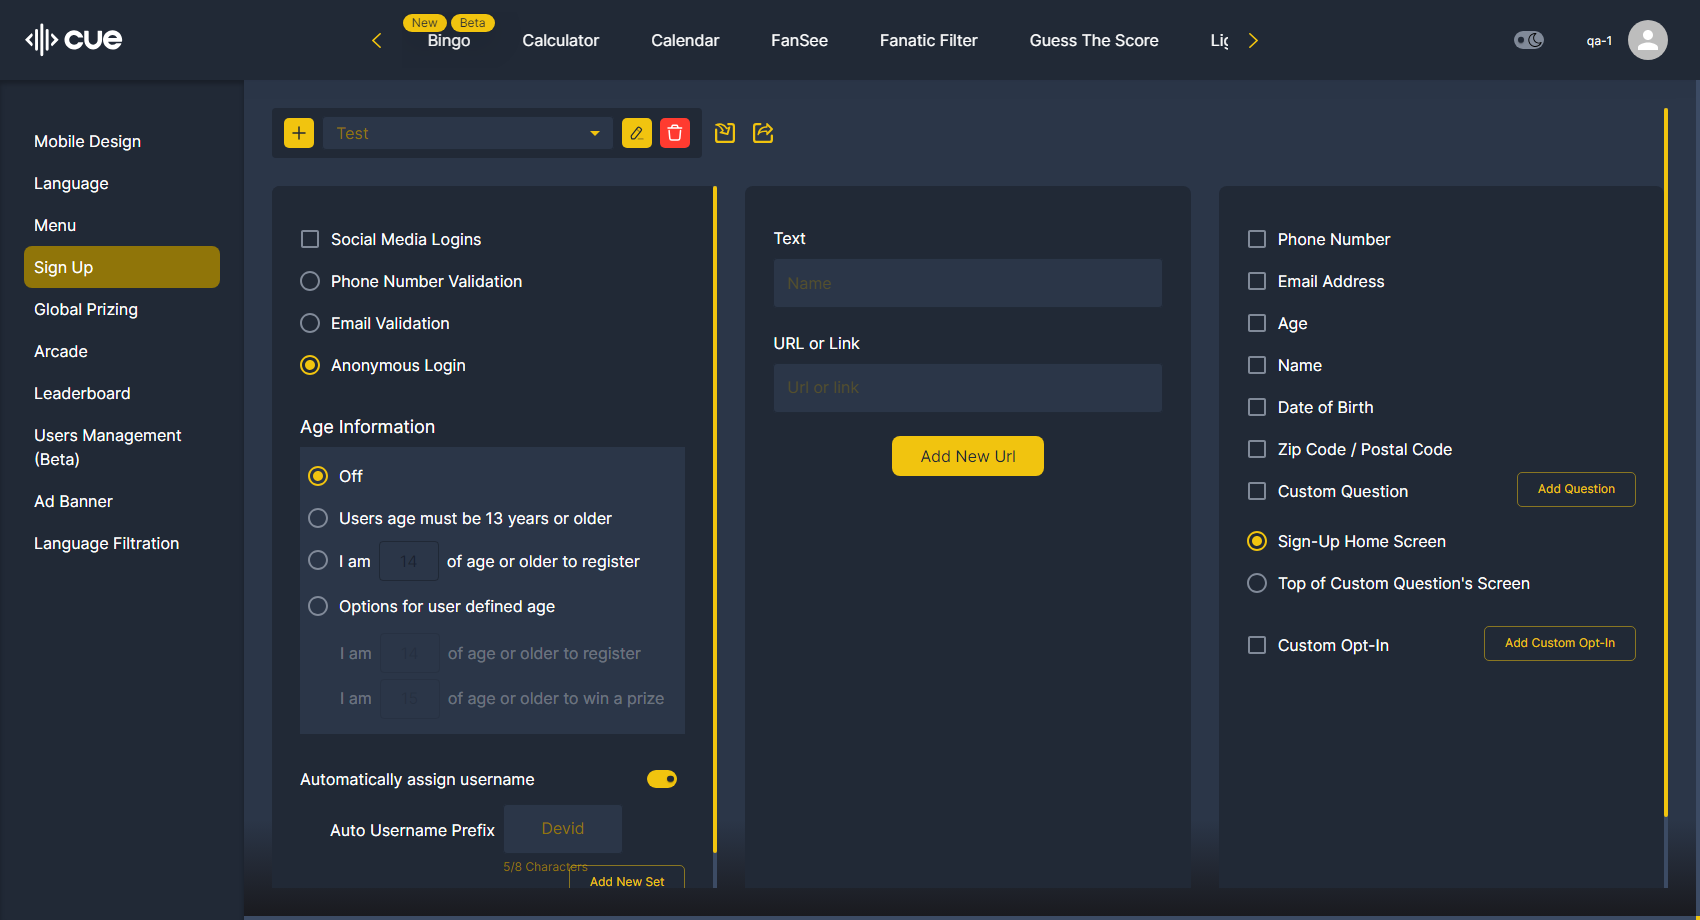 cue
New Beta
Bingo
Calculator
Calendar
FanSee
Fanatic Filter
Guess The Score
qa-1
Mobile Design
Language
Menu
Sign Up
Global Prizing
Arcade
Leaderboard
Users Management
(Beta)
Ad Banner
Language Filtration
Test
Social Media Logins
Phone Number Validation
Email Validation
Anonymous Login
Age Information
Off
Users age must be 13 years or older
I am 14 of age or older to register
Options for user defined age
I am 14 of age or older to register
I am 15 of age or older to win a prize
Automatically assign username
Auto Username Prefix Devid
5/8 Characters
Add New Set
Text
Name
URL or Link
Url or link
Add New Url
Phone Number
Email Address
Age
Name
Date of Birth
Zip Code / Postal Code
Custom Question Add Question
Sign-Up Home Screen
Top of Custom Question's Screen
Custom Opt-In Add Custom Opt-In